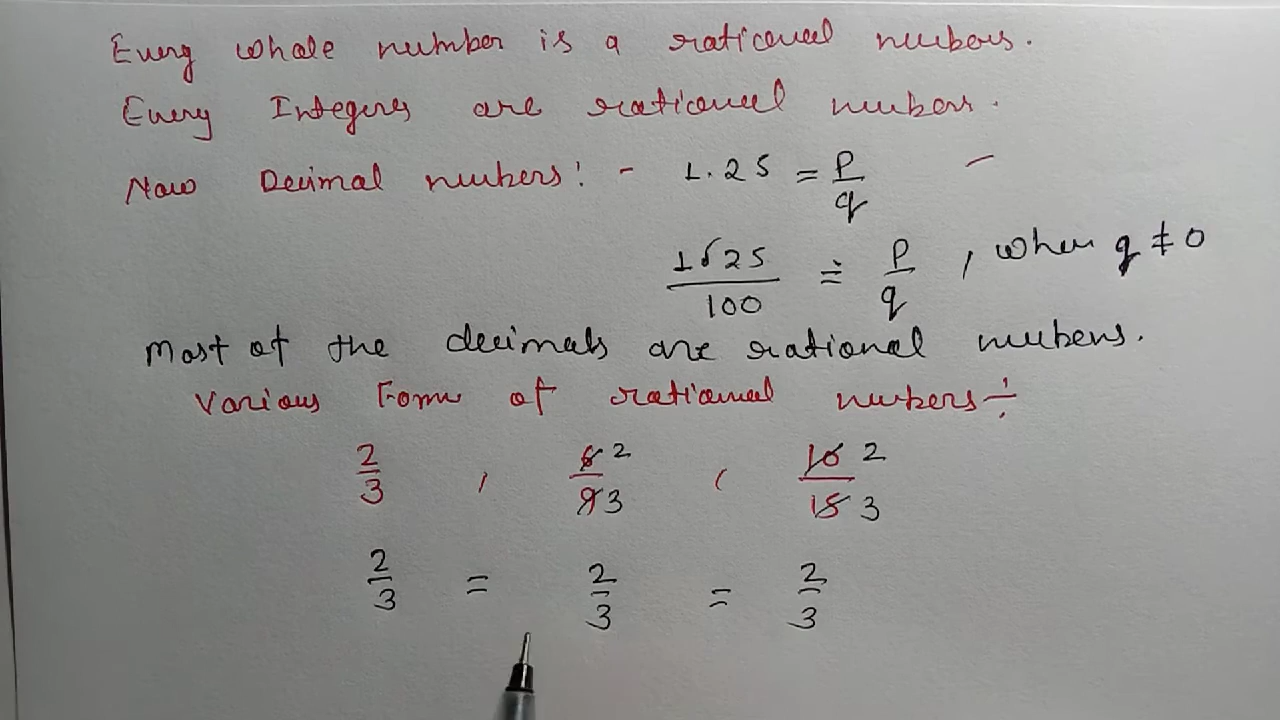 Every whole number is a rational numbers.
Every Integers are rational numbers.
Now Decimal numbers: - 1.25 = p/q
125/100 = p/q , when q ≠ 0
Most of the decimals are rational numbers.
Various Form of rational numbers÷
2/3 , 6/9 2/3 , 10/15 2/3
2/3 = 2/3 = 2/3